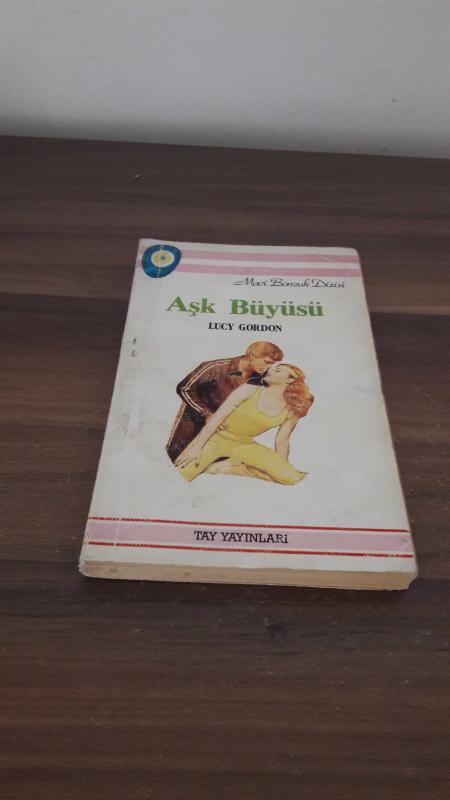 Mavi Boncuk Dizisi
Aşk Büyüsü
LUCY GORDON
TAY YAYINLARI